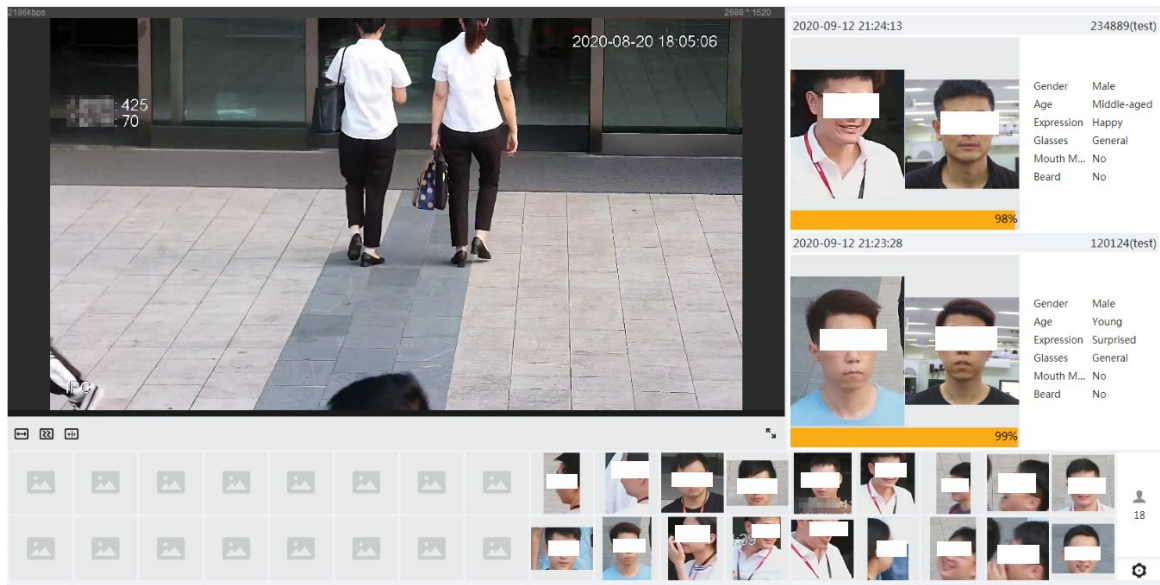 2185kbps
2688 * 1520
2020-08-20 18:05:06
: 425
: 70
IPC
2020-09-12 21:24:13 234889(test)
Gender Male
Age Middle-aged
Expression Happy
Glasses General
Mouth M... No
Beard No
98%
2020-09-12 21:23:28 120124(test)
Gender Male
Age Young
Expression Surprised
Glasses General
Mouth M... No
Beard No
99%
18